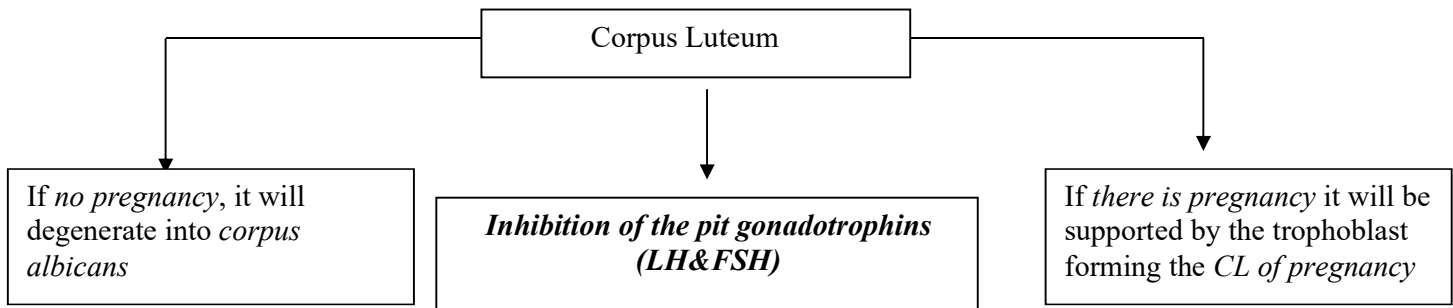 Corpus Luteum
If no pregnancy, it will
degenerate into corpus
albicans
Inhibition of the pit gonadotrophins
(LH&FSH)
If there is pregnancy it will be
supported by the trophoblast
forming the CL of pregnancy